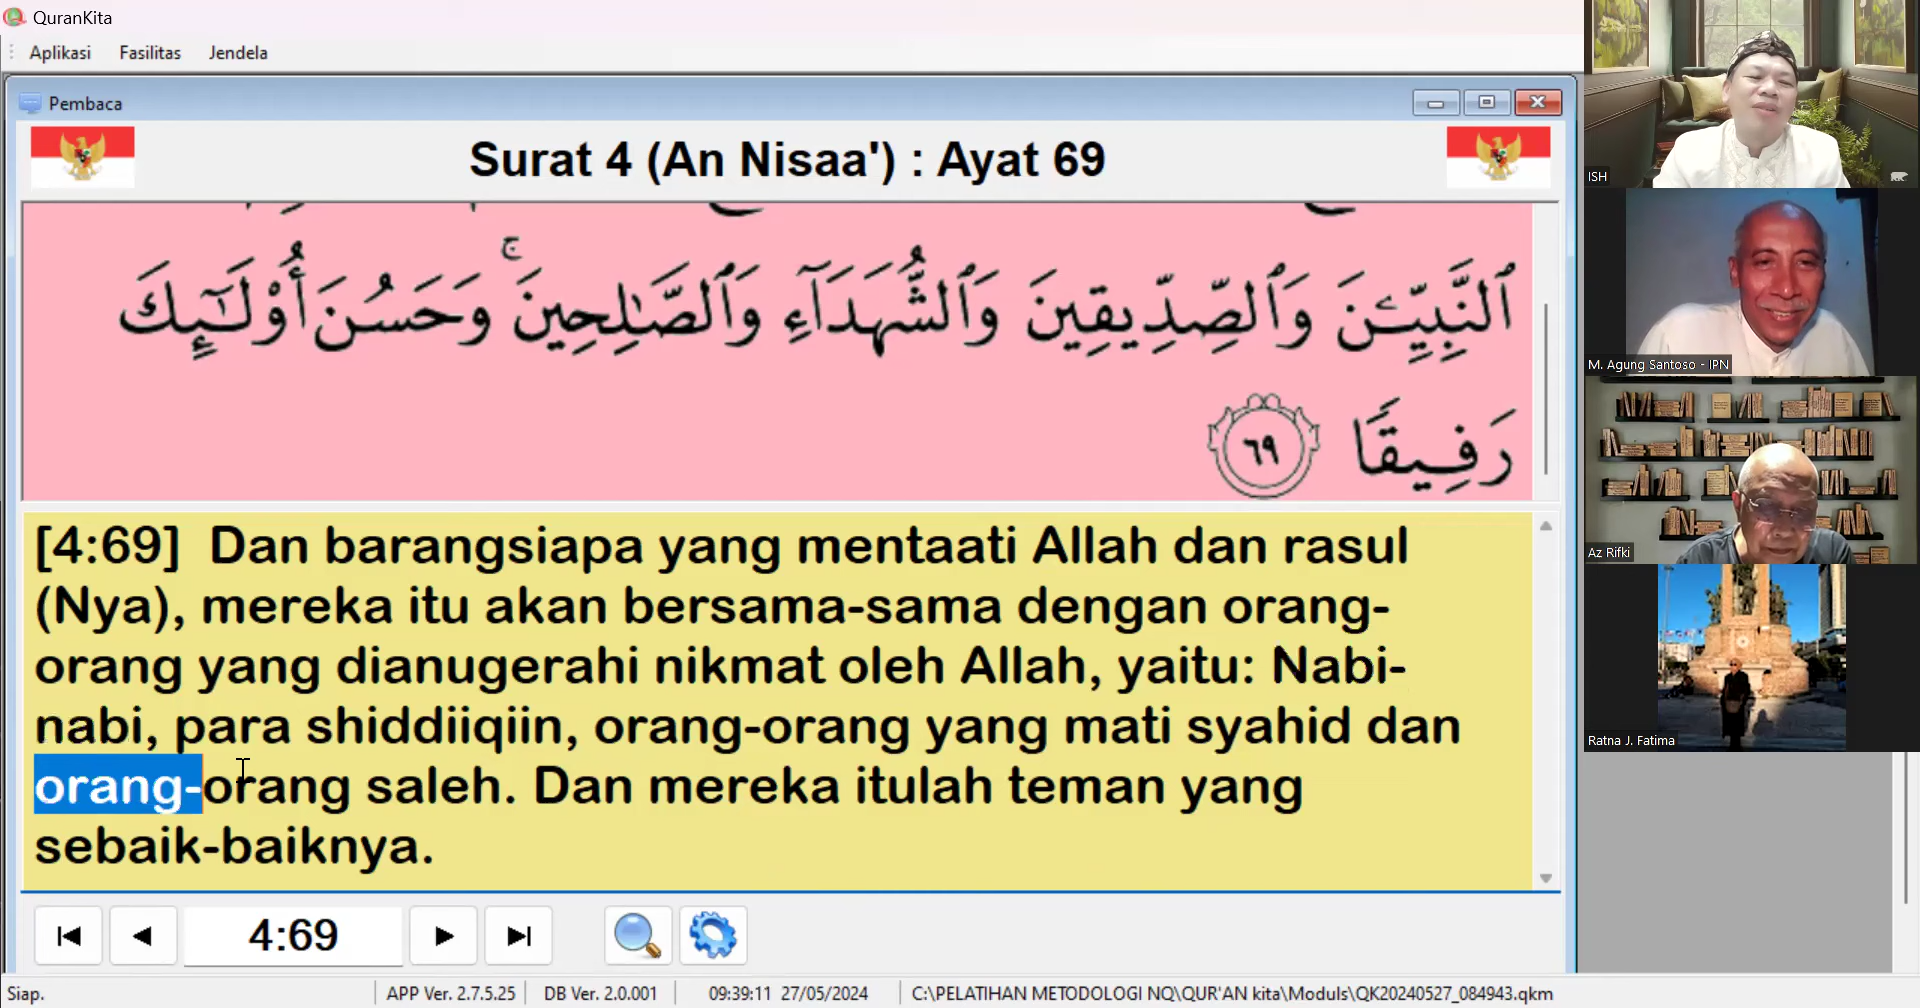 QuranKita
Aplikasi Fasilitas Jendela
Pembaca
Surat 4 (An Nisaa') : Ayat 69
ٱلنَّبِيِّـۧنَ وَٱلصِّدِّيقِينَ وَٱلشُّهَدَآءِ وَٱلصَّـٰلِحِينَ ۚ وَحَسُنَ أُو۟لَـٰٓئِكَ
رَفِيقًا ٦٩
[4:69] Dan barangsiapa yang mentaati Allah dan rasul
(Nya), mereka itu akan bersama-sama dengan orang-
orang yang dianugerahi nikmat oleh Allah, yaitu: Nabi-
nabi, para shiddiiqiin, orang-orang yang mati syahid dan
orang-orang saleh. Dan mereka itulah teman yang
sebaik-baiknya.
4:69
Siap. APP Ver. 2.7.5.25 DB Ver. 2.0.001 09:39:11 27/05/2024 C:\PELATIHAN METODOLOGI NQ\QUR'AN kita\Moduls\QK20240527_084943.qkm
ISH
M. Agung Santoso - IPN
Az Rifki
Ratna J. Fatima